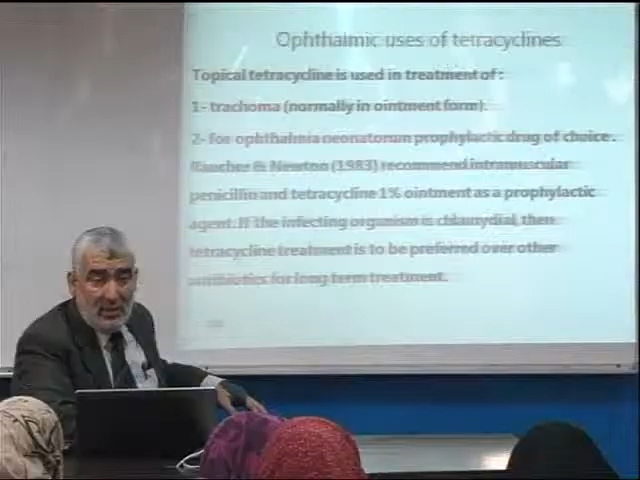 Ophthalmic uses of tetracyclines
Topical tetracycline is used in treatment of :
1- trachoma (normally in ointment form).
2- for ophthalmia neonatorum prophylactic drug of choice .
& Newton (1983) recommend intramuscular
penicillin and tetracycline 1% ointment as a prophylactic
agent. If the infecting organism is chlamydial, then
tetracycline treatment is to be preferred over other
antibiotics for long term treatment.